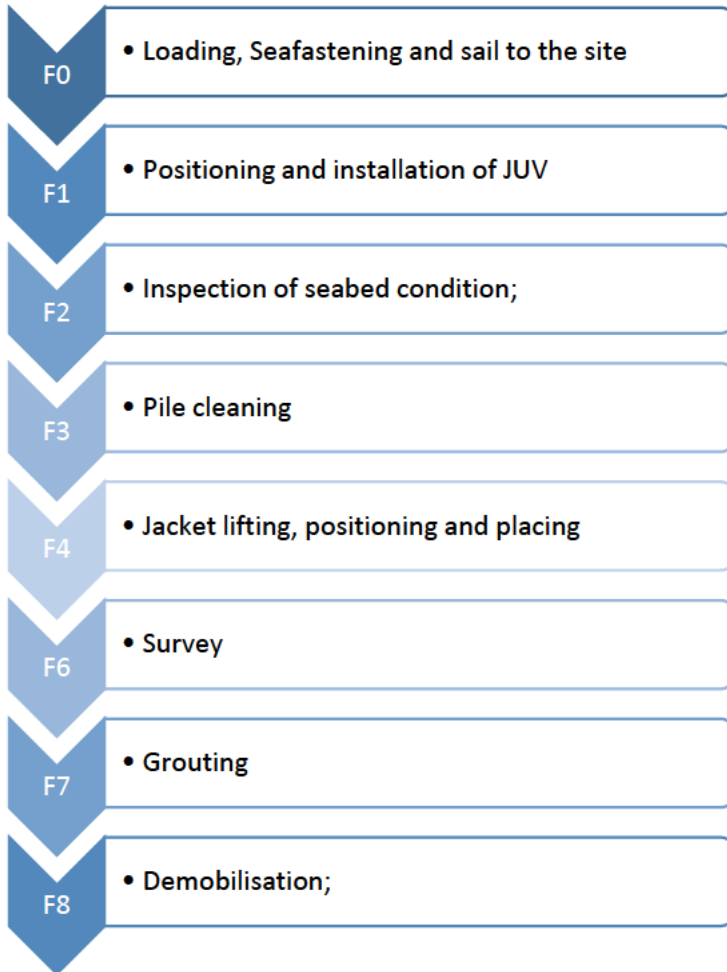 F0
• Loading, Seafastening and sail to the site
F1
• Positioning and installation of JUV
F2
• Inspection of seabed condition;
F3
• Pile cleaning
F4
• Jacket lifting, positioning and placing
F6
• Survey
F7
• Grouting
F8
• Demobilisation;